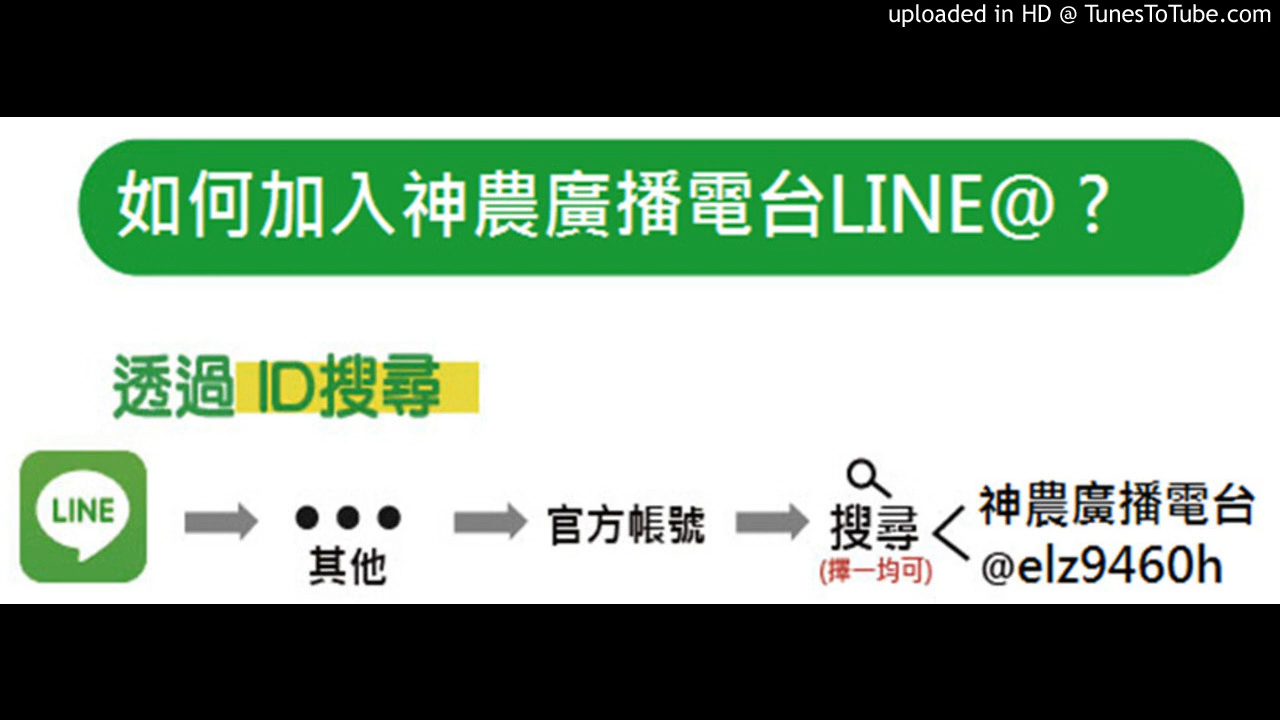 uploaded in HD @ TunesToTube.com
如何加入神農廣播電台LINE@？
透過 ID搜尋
LINE
其他
官方帳號
搜尋
(擇一均可)
神農廣播電台
@elz9460h